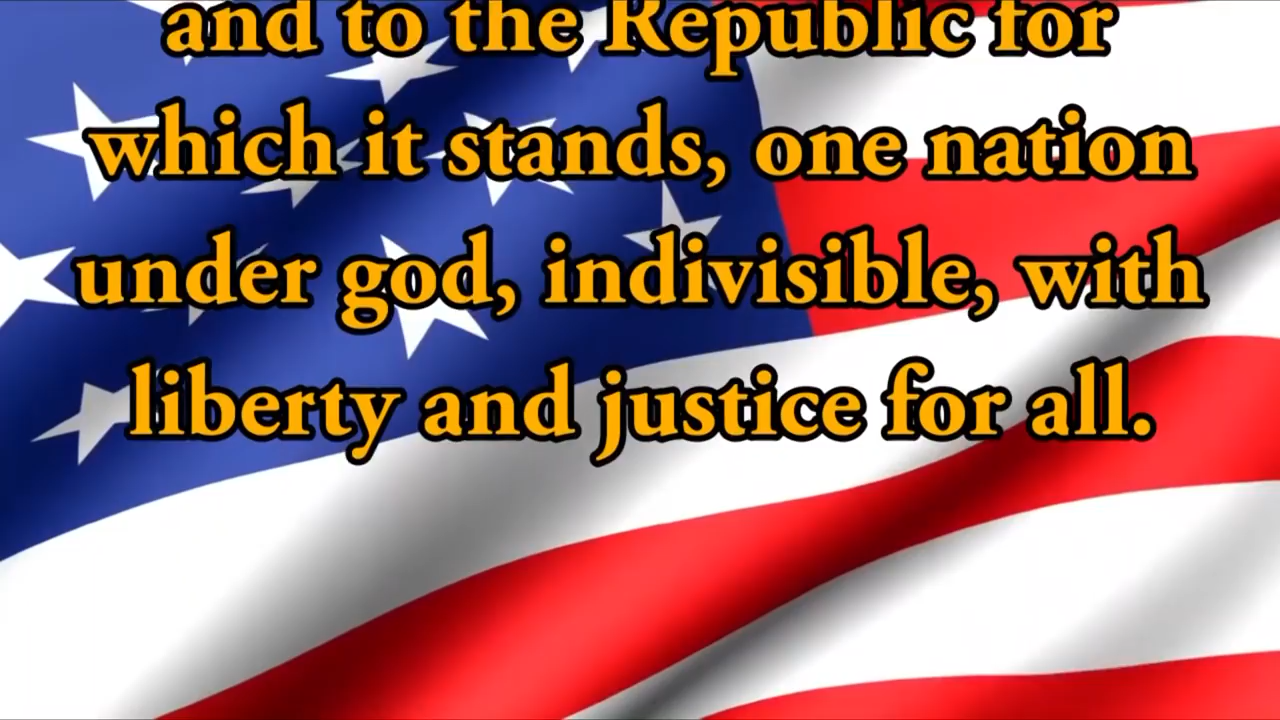 and to the Republic for
which it stands, one nation
under god, indivisible, with
liberty and justice for all.